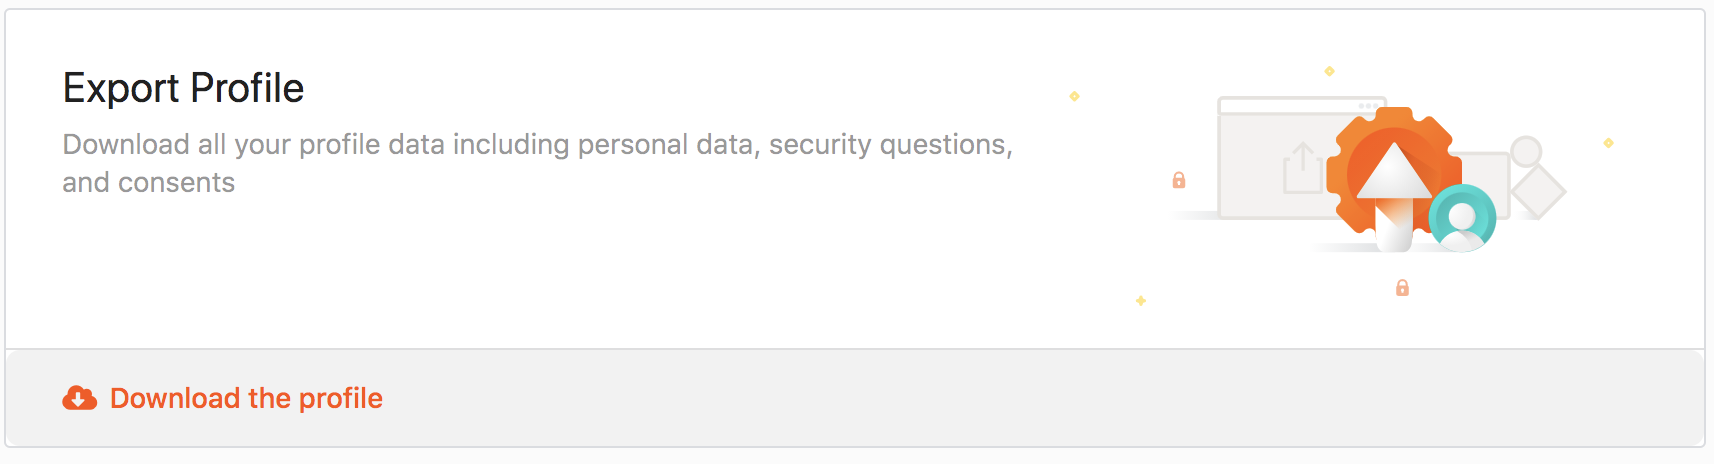 Export Profile
Download all your profile data including personal data, security questions,
and consents
Download the profile